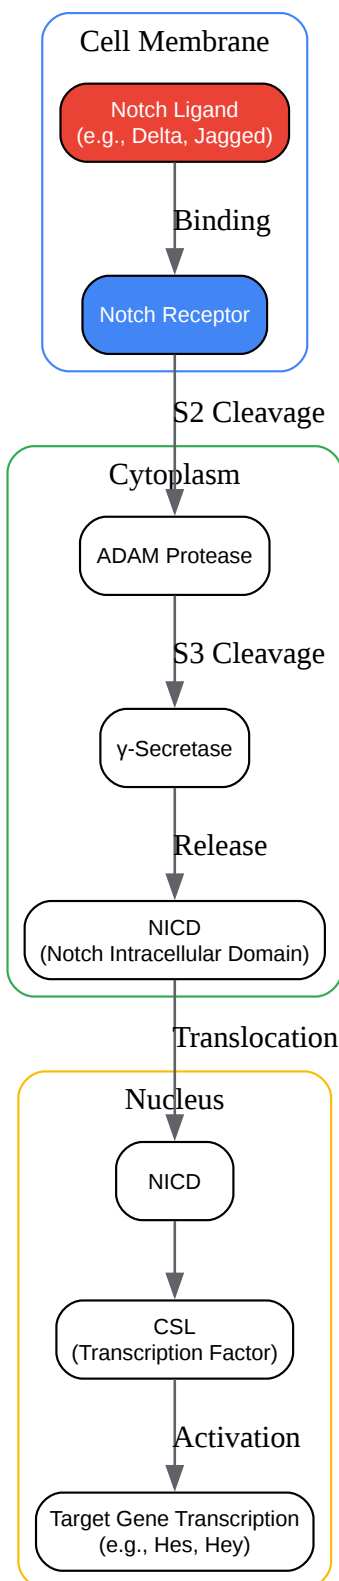 Cell Membrane
Notch Ligand
(e.g., Delta, Jagged)
Binding
Notch Receptor
S2 Cleavage
Cytoplasm
ADAM Protease
S3 Cleavage
γ-Secretase
Release
NICD
(Notch Intracellular Domain)
Translocation
Nucleus
NICD
CSL
(Transcription Factor)
Activation
Target Gene Transcription
(e.g., Hes, Hey)